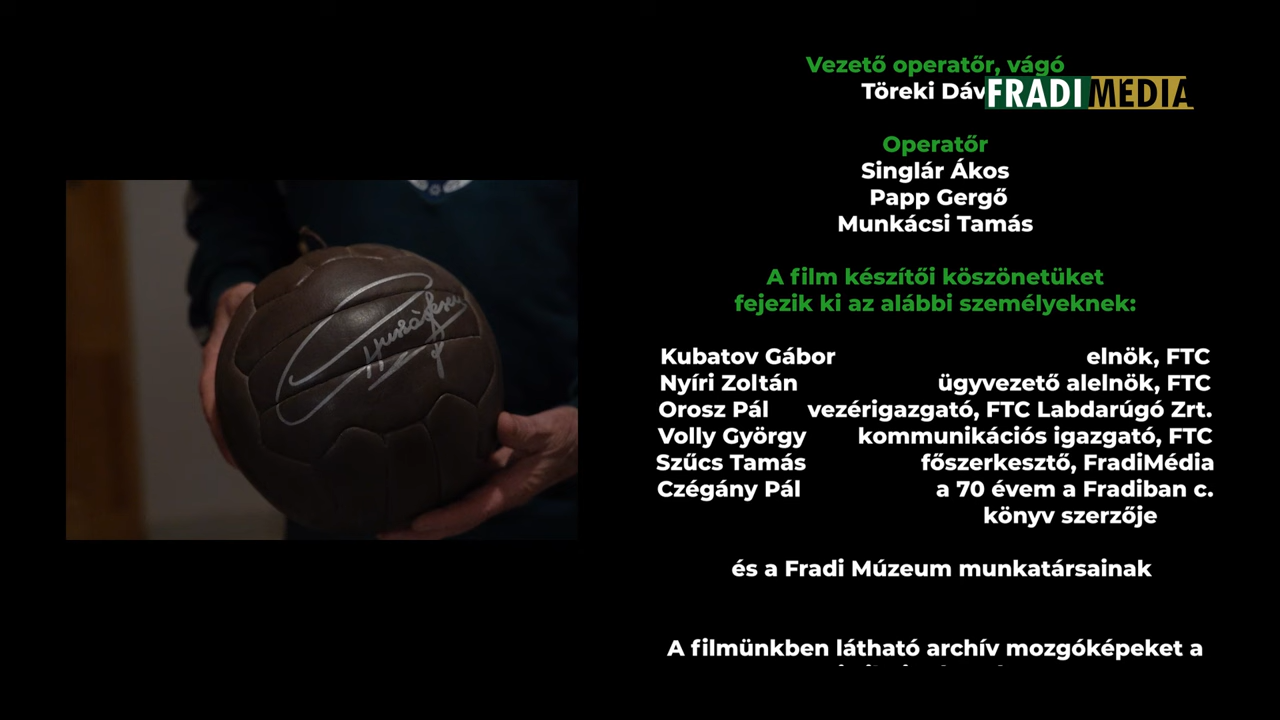 Vezető operatőr, vágó
Töreki Dáv
FRADI MÉDIA
Operatőr
Singlár Ákos
Papp Gergő
Munkácsi Tamás
A film készítői köszönetüket
fejezik ki az alábbi személyeknek:
Kubatov Gábor elnök, FTC
Nyíri Zoltán ügyvezető alelnök, FTC
Orosz Pál vezérigazgató, FTC Labdarúgó Zrt.
Volly György kommunikációs igazgató, FTC
Szűcs Tamás főszerkesztő, FradiMédia
Czégány Pál a 70 évem a Fradiban c.
könyv szerzője
és a Fradi Múzeum munkatársainak
A filmünkben látható archív mozgóképeket a